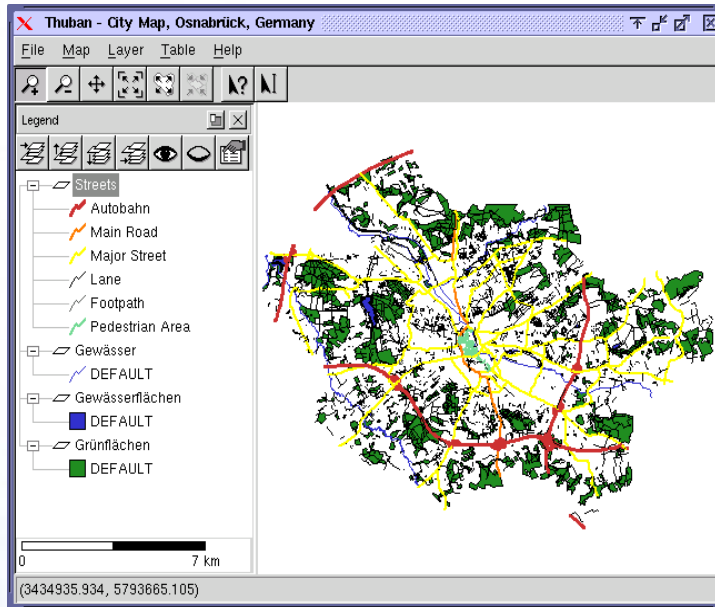 Thuban - City Map, Osnabrück, Germany
File Map Layer Table Help
Legend
Streets
Autobahn
Main Road
Major Street
Lane
Footpath
Pedestrian Area
Gewässer
DEFAULT
Gewässerflächen
DEFAULT
Grünflächen
DEFAULT
0 7 km
(3434935.934, 5793665.105)